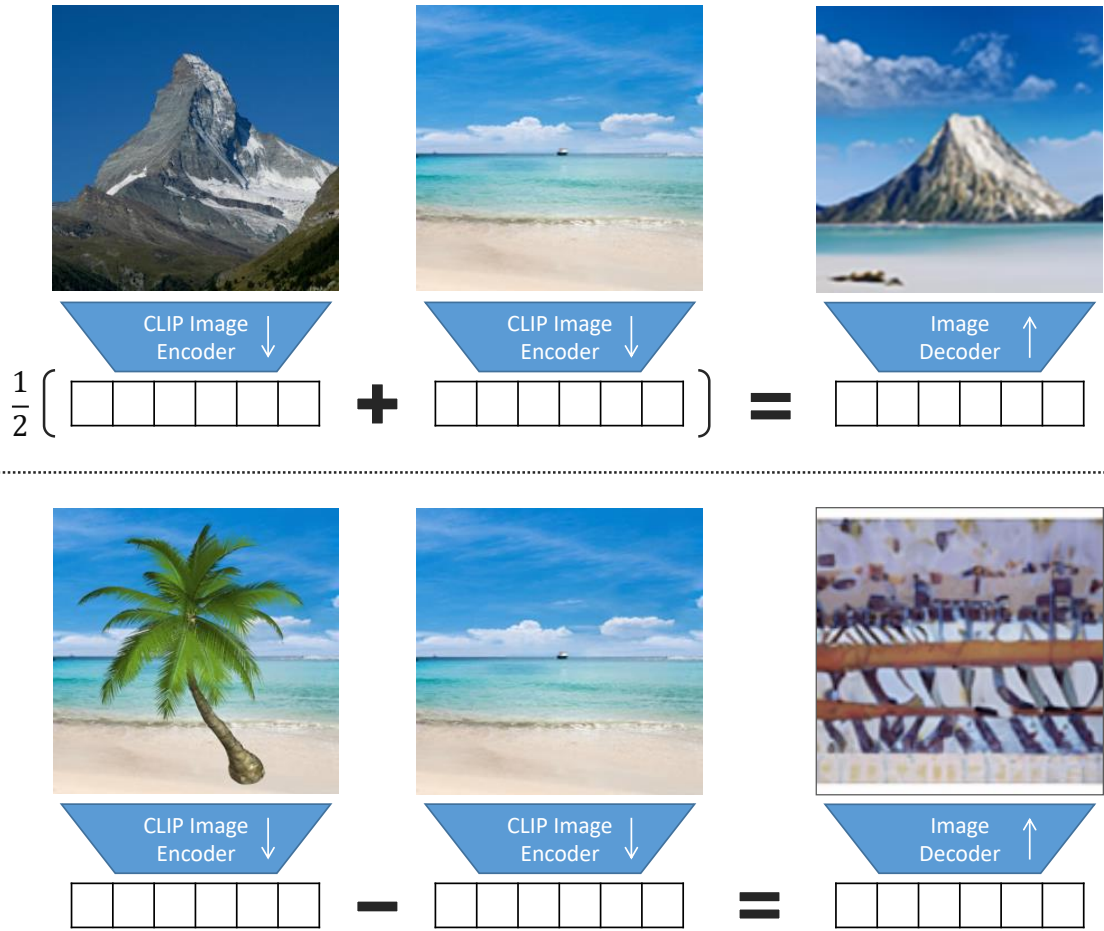 CLIP Image
Encoder
CLIP Image
Encoder
Image
Decoder
1
2
(
+
)
=
CLIP Image
Encoder
CLIP Image
Encoder
Image
Decoder
−
=